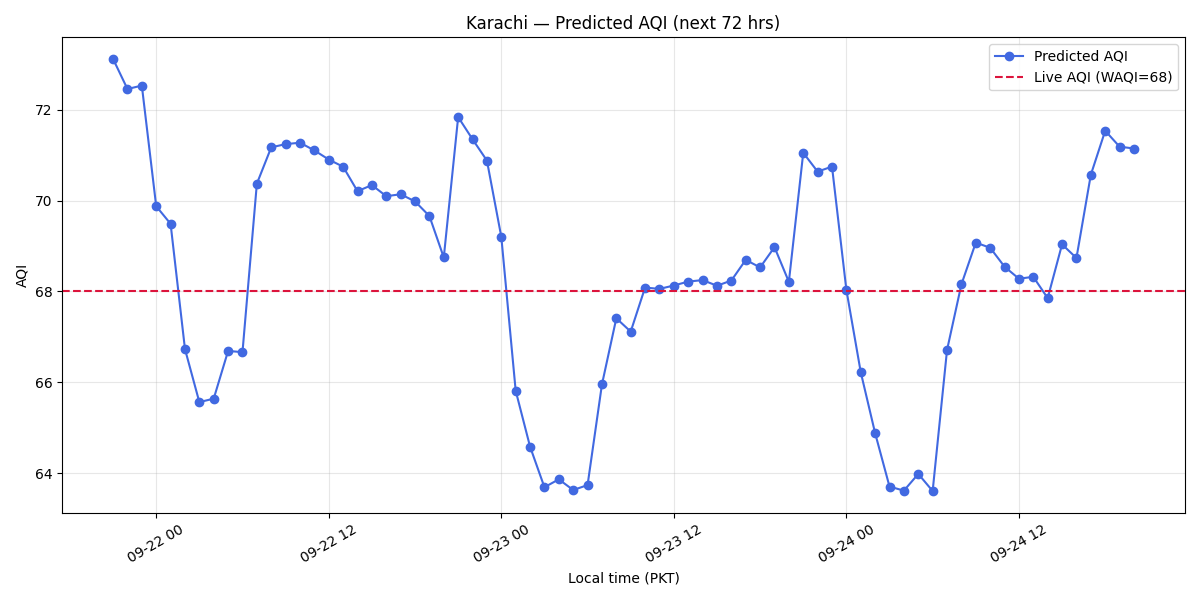 Karachi — Predicted AQI (next 72 hrs)
Predicted AQI
Live AQI (WAQI=68)
72
70
68
66
64
AQI
09-22 00
09-22 12
09-23 00
09-23 12
09-24 00
09-24 12
Local time (PKT)